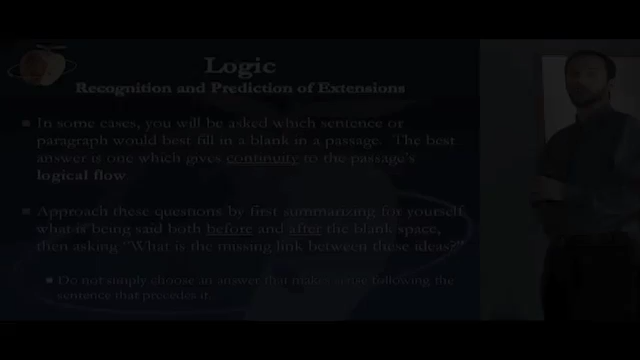 Logic
Recognition and Prediction of Extensions
In some cases, you will be asked which sentence or
paragraph would best fill in a blank in a passage. The best
answer is one which gives continuity to the passage's
logical flow
Approach these questions by first summarizing for yourself
what is being said both before and after the blank space,
then asking "What is the missing link between these ideas?"
Do not simply choose an answer that makes sense following the
sentence that precedes it.